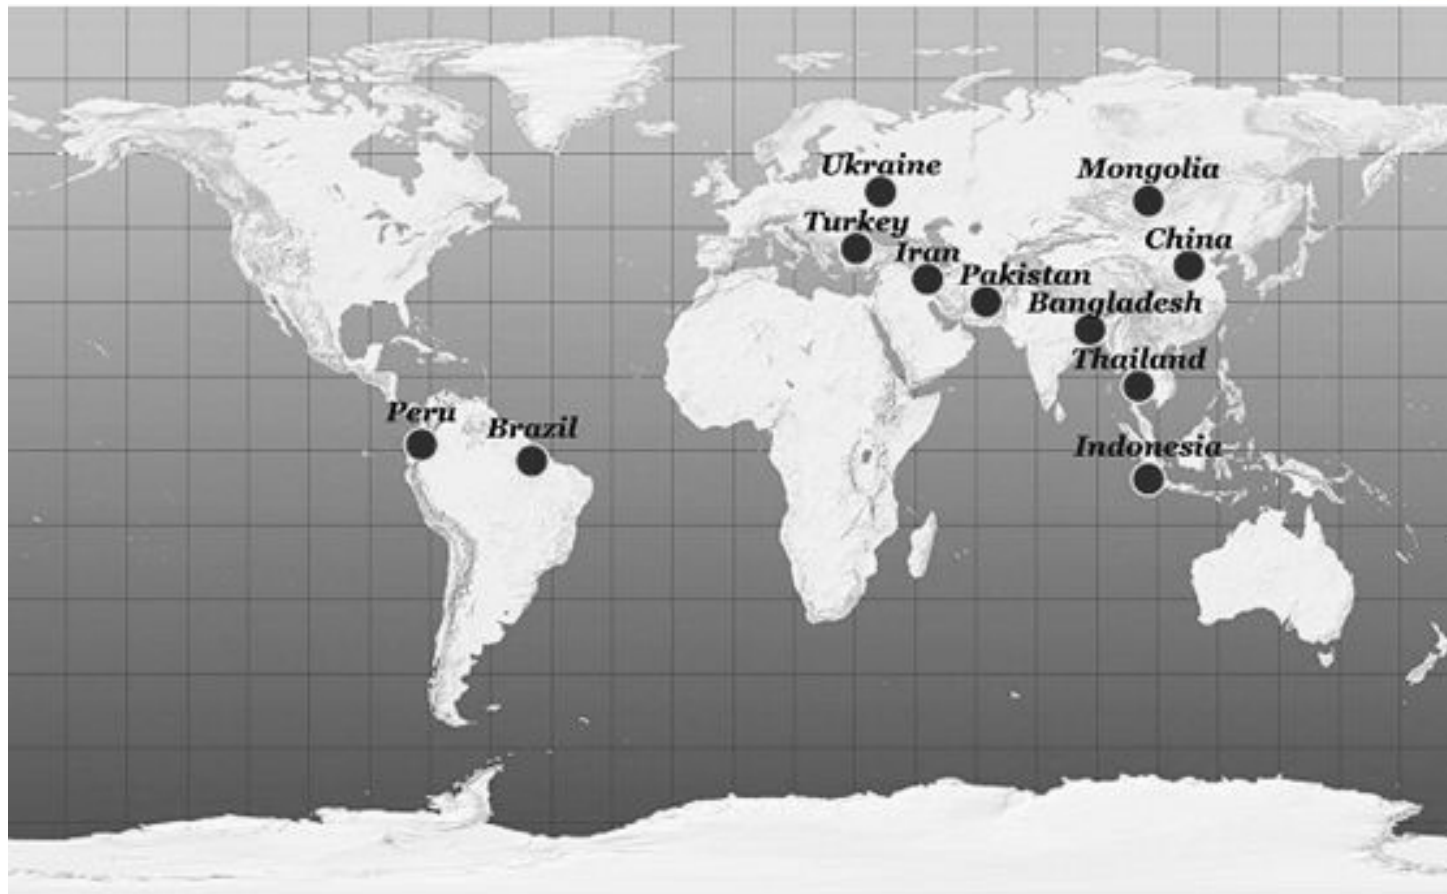 Ukraine
Mongolia
Turkey
China
Iran
Pakistan
Bangladesh
Thailand
Peru
Brazil
Indonesia